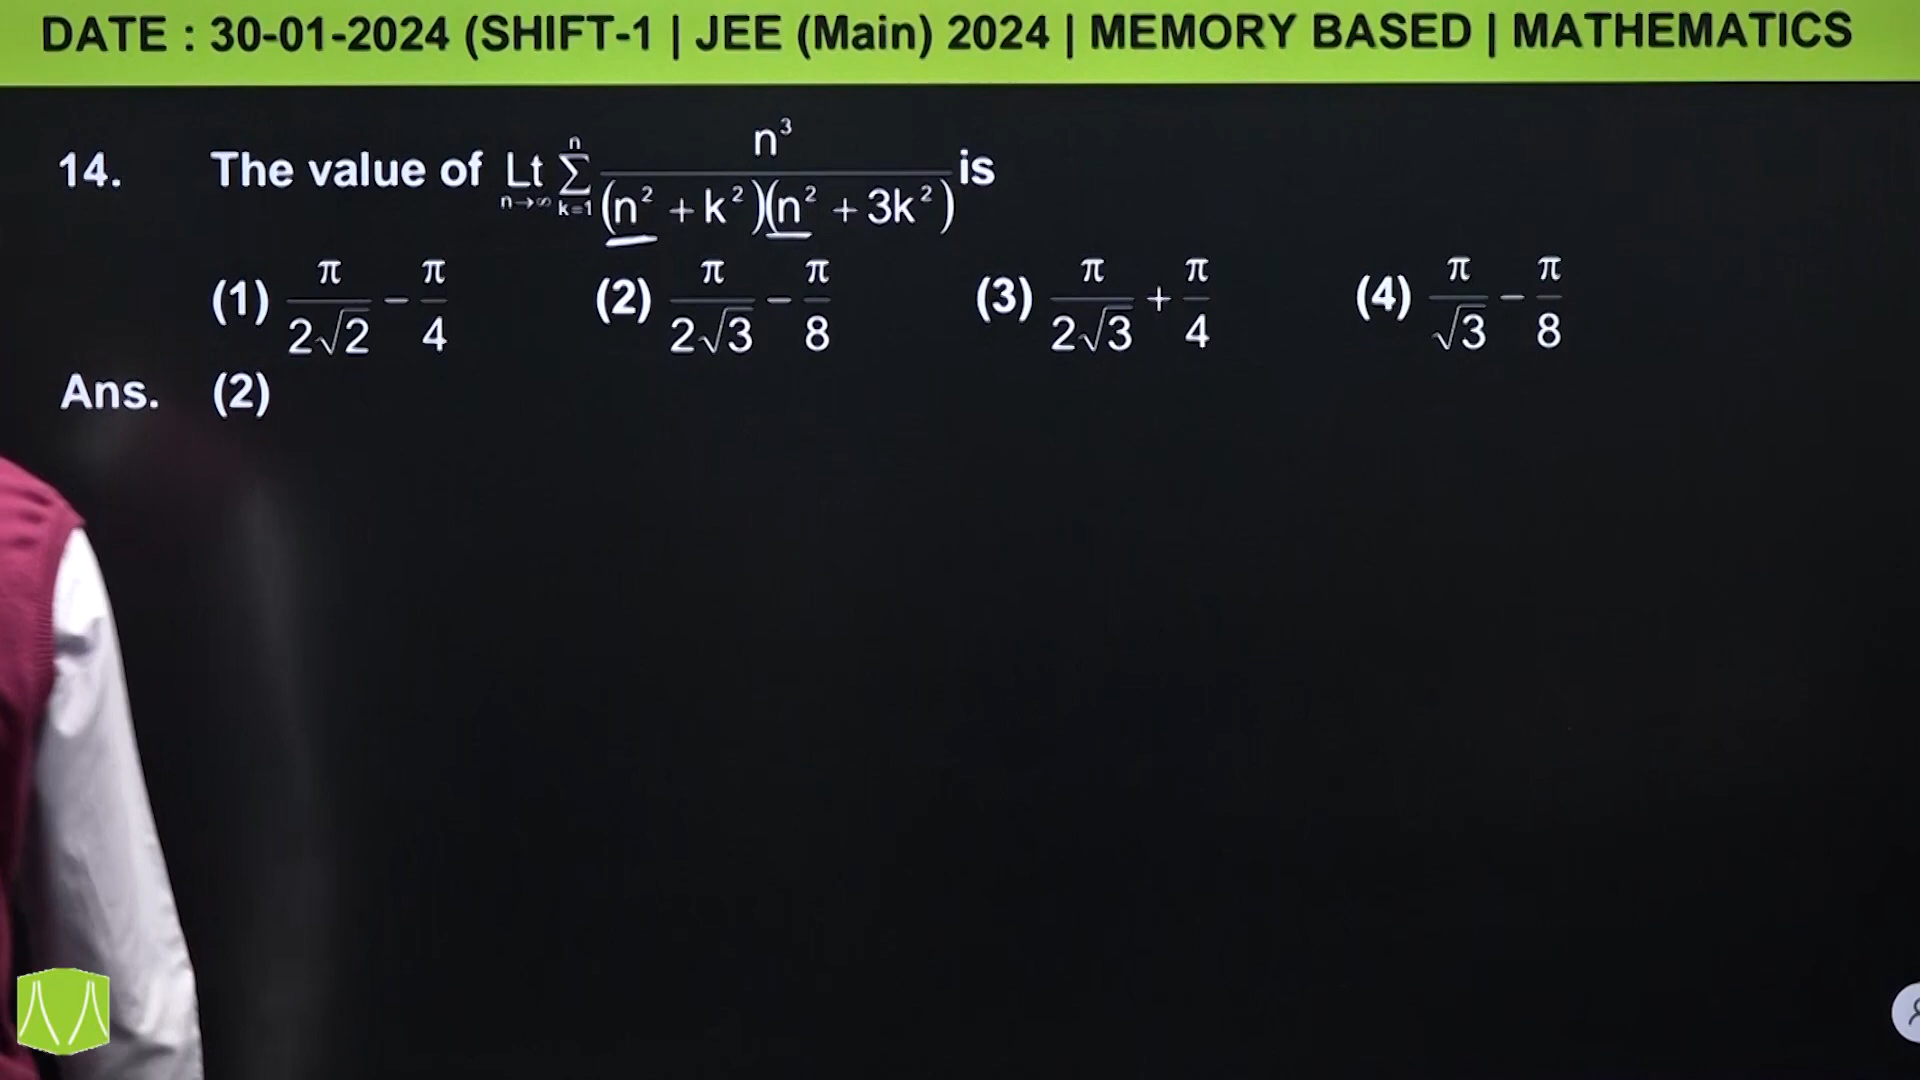 DATE : 30-01-2024 (SHIFT-1 | JEE (Main) 2024 | MEMORY BASED | MATHEMATICS
14. The value of Lt n→∞ ∑ k=1 n n³ / (n² + k²)(n² + 3k²) is
(1) π/2√2 − π/4 (2) π/2√3 − π/8 (3) π/2√3 + π/4 (4) π/√3 − π/8
Ans. (2)